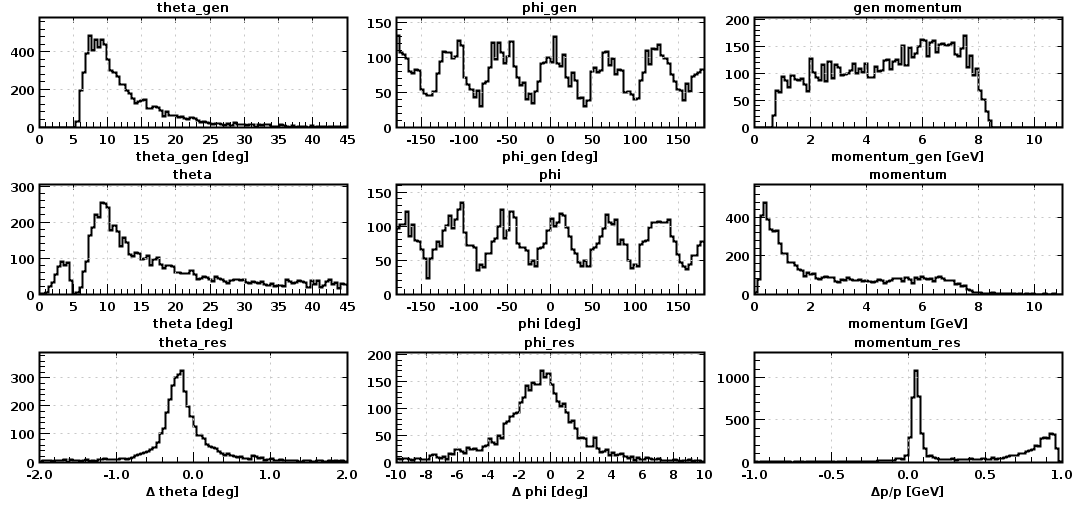 theta_gen phi_gen gen momentum
400 200 0
0 5 10 15 20 25 30 35 40 45
theta_gen [deg]
150 100 50 0
-150 -100 -50 0 50 100 150
phi_gen [deg]
200 150 100 50 0
0 2 4 6 8 10
momentum_gen [GeV]
theta phi momentum
300 200 100 0
0 5 10 15 20 25 30 35 40 45
theta [deg]
150 100 50 0
-150 -100 -50 0 50 100 150
phi [deg]
400 200 0
0 2 4 6 8 10
momentum [GeV]
theta_res phi_res momentum_res
300 200 100 0
-2.0 -1.0 0.0 1.0 2.0
Δ theta [deg]
200 150 100 50 0
-10 -8 -6 -4 -2 0 2 4 6 8 10
Δ phi [deg]
1000 500 0
-1.0 -0.5 0.0 0.5 1.0
Δp/p [GeV]